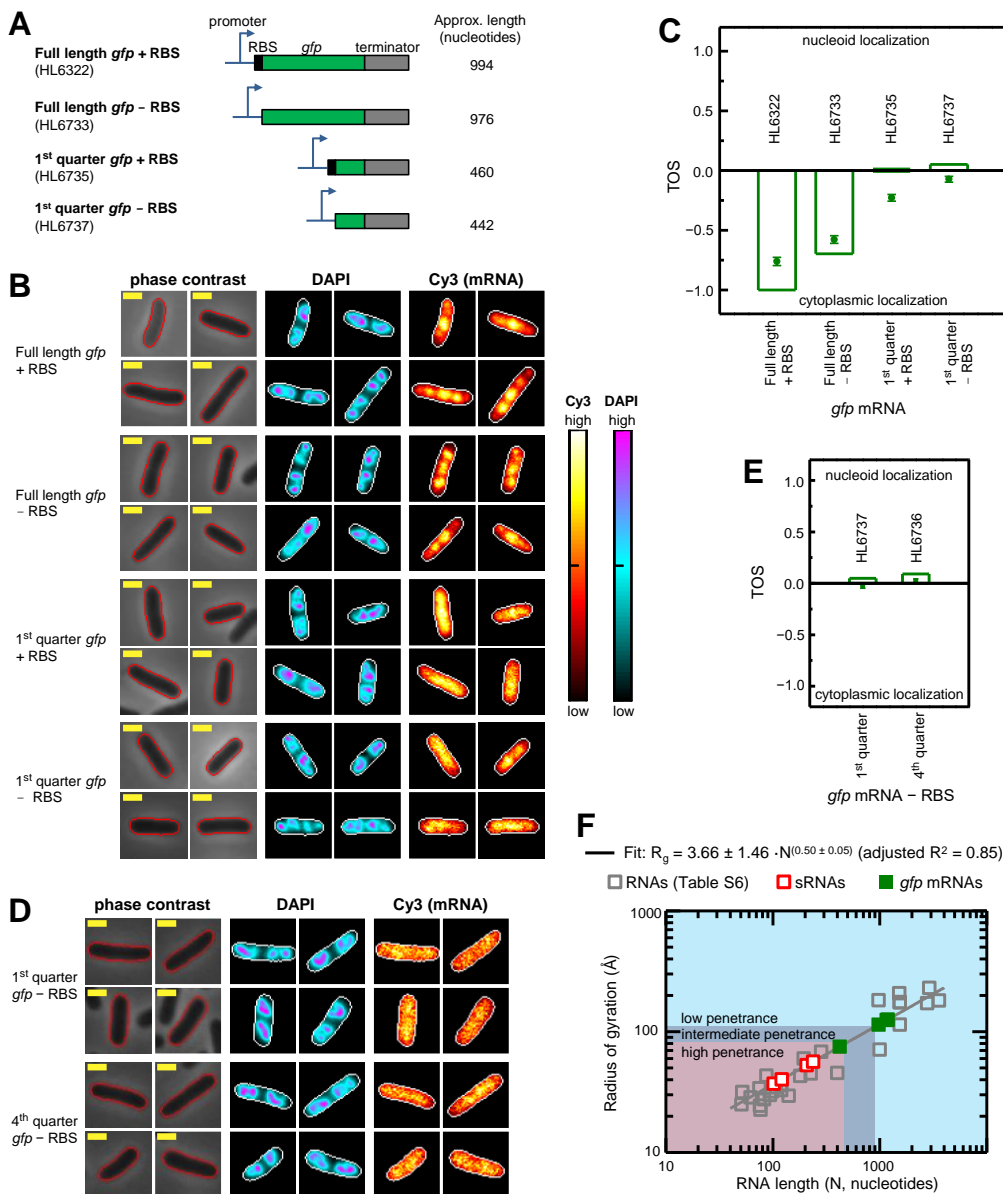 A
promoter
RBS gfp terminator
Approx. length
(nucleotides)
Full length gfp + RBS
(HL6322)
994
Full length gfp – RBS
(HL6733)
976
1st quarter gfp + RBS
(HL6735)
460
1st quarter gfp – RBS
(HL6737)
442
B
phase contrast DAPI Cy3 (mRNA)
Full length gfp
+ RBS
Full length gfp
– RBS
1st quarter gfp
+ RBS
1st quarter gfp
– RBS
Cy3 DAPI
high high
low low
C
nucleoid localization
HL6322 HL6733 HL6735 HL6737
1.0
0.5
0.0
−0.5
−1.0
TOS
cytoplasmic localization
Full length
+ RBS
Full length
– RBS
1st quarter
+ RBS
1st quarter
– RBS
gfp mRNA
D
phase contrast DAPI Cy3 (mRNA)
1st quarter
gfp – RBS
4th quarter
gfp – RBS
E
nucleoid localization
HL6737 HL6736
1.0
0.5
0.0
−0.5
−1.0
TOS
cytoplasmic localization
1st quarter
4th quarter
gfp mRNA – RBS
F
Fit: Rg = 3.66 ± 1.46 ·N(0.50 ± 0.05) (adjusted R2 = 0.85)
RNAs (Table S6) sRNAs gfp mRNAs
1000
100
10
Radius of gyration (Å)
low penetrance
intermediate penetrance
high penetrance
10 100 1000
RNA length (N, nucleotides)